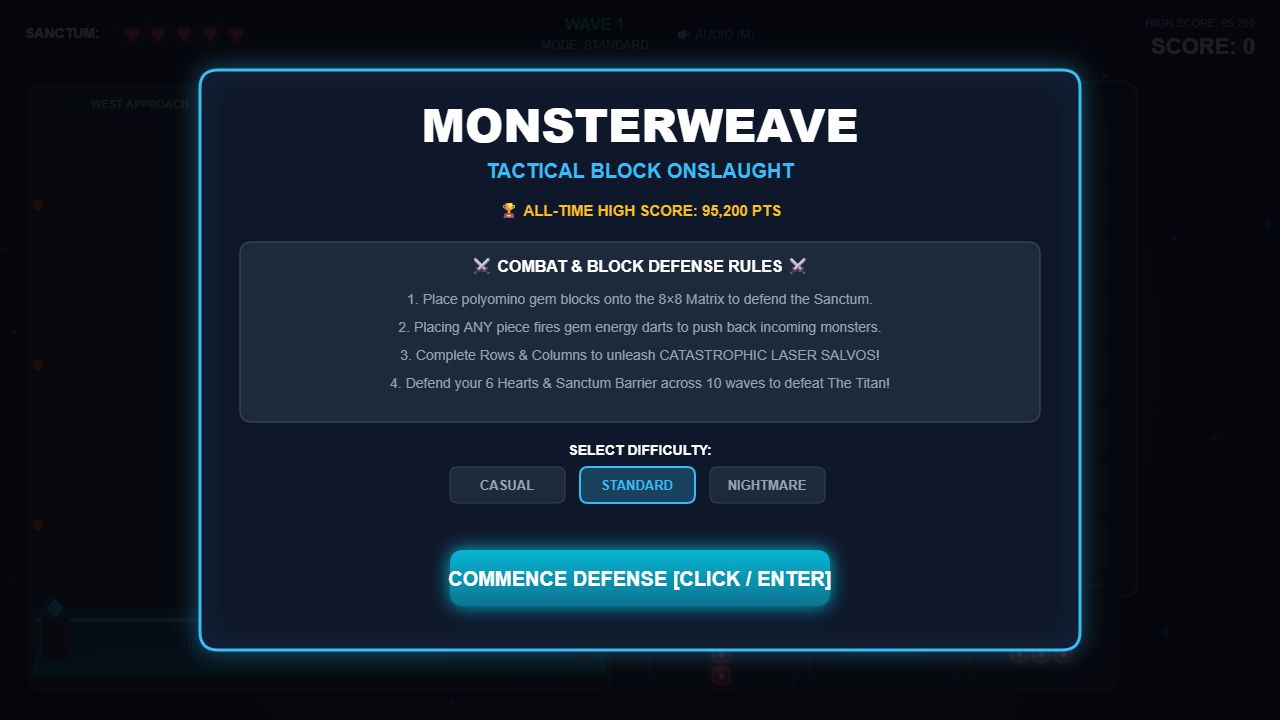 SANCTUM:
WAVE 1
MODE: STANDARD
AUDIO (M)
HIGH SCORE: 95,200
SCORE: 0
WEST APPROACH
MONSTERWEAVE
TACTICAL BLOCK ONSLAUGHT
ALL-TIME HIGH SCORE: 95,200 PTS
COMBAT & BLOCK DEFENSE RULES
1. Place polyomino gem blocks onto the 8×8 Matrix to defend the Sanctum.
2. Placing ANY piece fires gem energy darts to push back incoming monsters.
3. Complete Rows & Columns to unleash CATASTROPHIC LASER SALVOS!
4. Defend your 6 Hearts & Sanctum Barrier across 10 waves to defeat The Titan!
SELECT DIFFICULTY:
CASUAL
STANDARD
NIGHTMARE
COMMENCE DEFENSE [CLICK / ENTER]